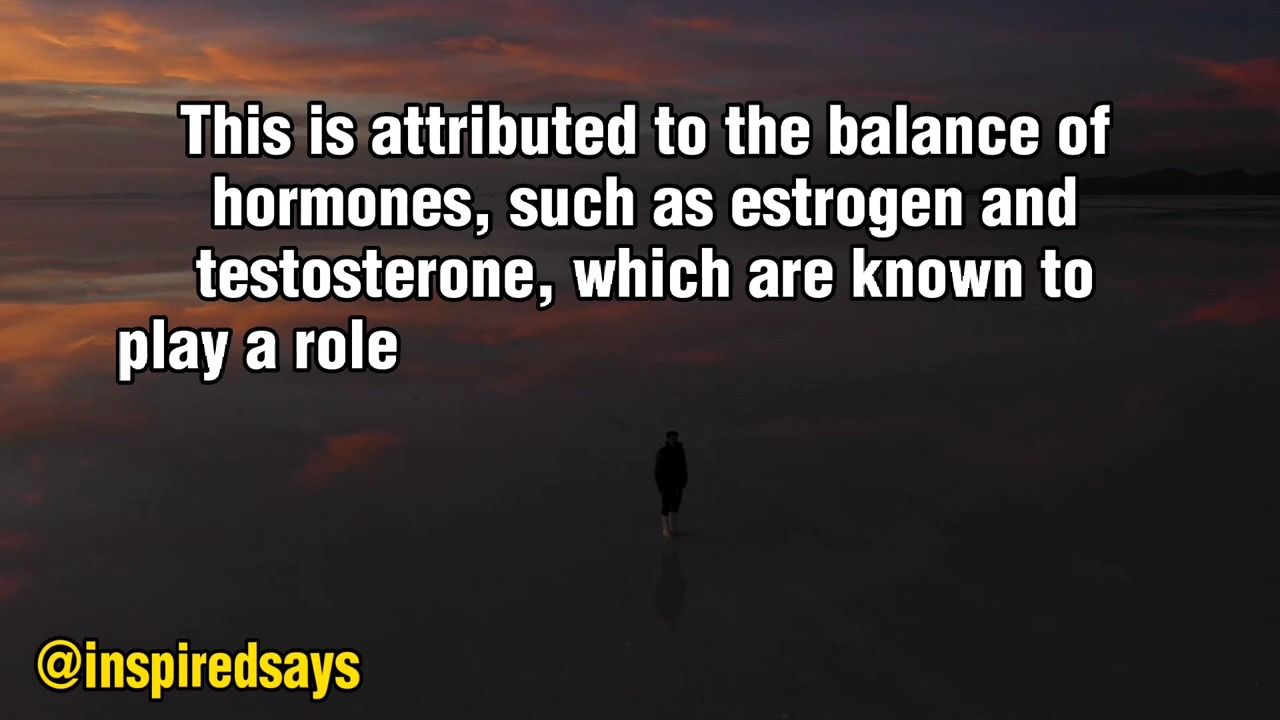 This is attributed to the balance of
hormones, such as estrogen and
testosterone, which are known to
play a role
@inspiredsays